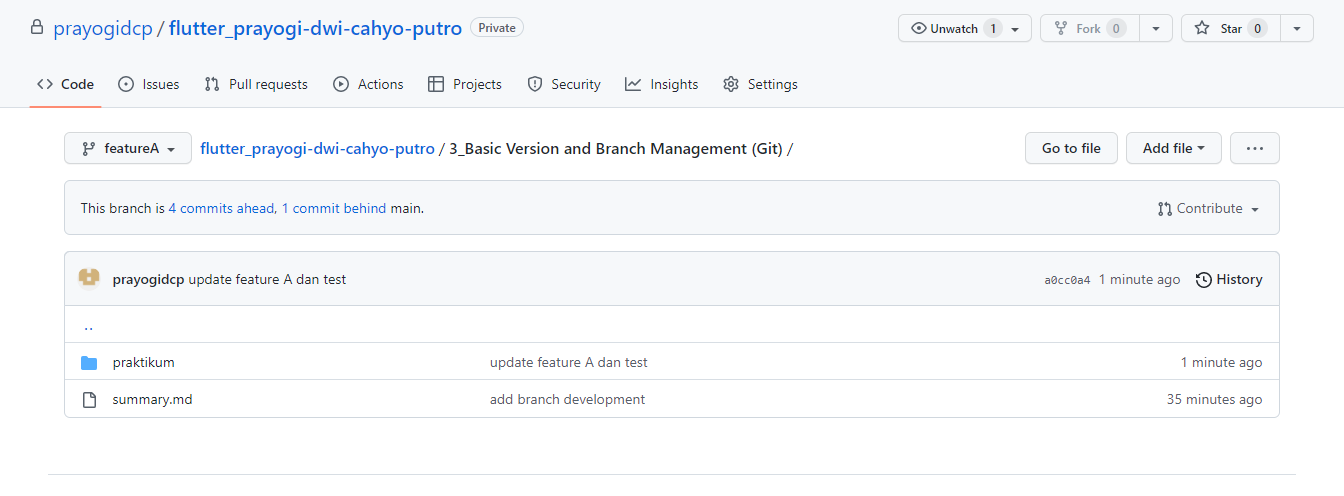 prayogidcp / flutter_prayogi-dwi-cahyo-putro Private Unwatch 1 Fork 0 Star 0
Code Issues Pull requests Actions Projects Security Insights Settings
featureA flutter_prayogi-dwi-cahyo-putro / 3_Basic Version and Branch Management (Git) / Go to file Add file ...
This branch is 4 commits ahead, 1 commit behind main. Contribute
prayogidcp update feature A dan test a0cc0a4 1 minute ago History
..
praktikum update feature A dan test 1 minute ago
summary.md add branch development 35 minutes ago